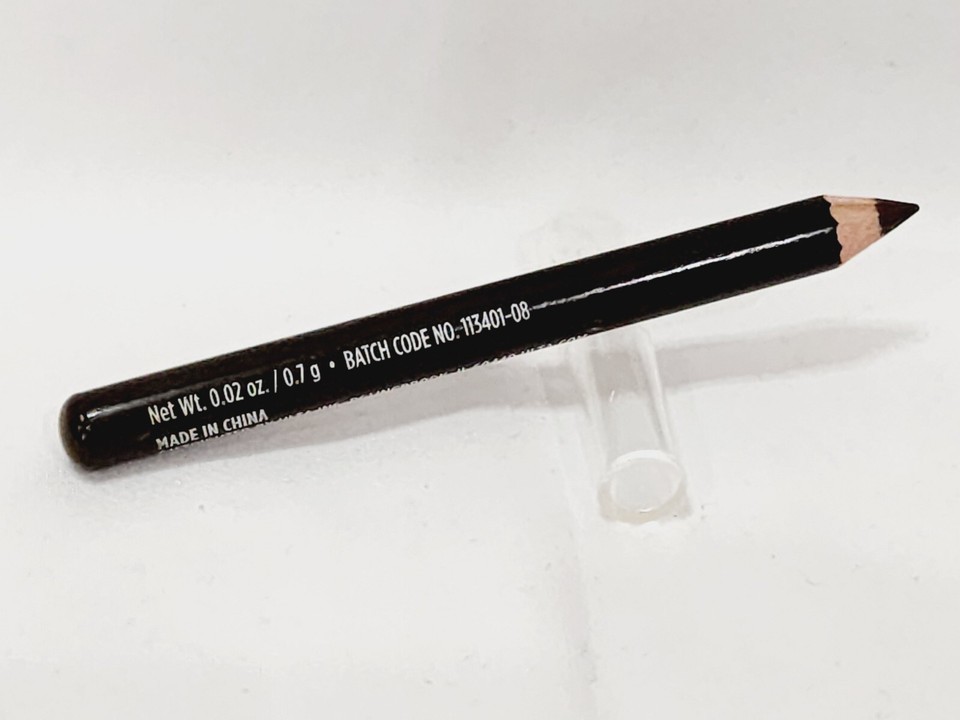 Net Wt. 0.02 oz. / 0.7 g • BATCH CODE NO. 113401-08
MADE IN CHINA